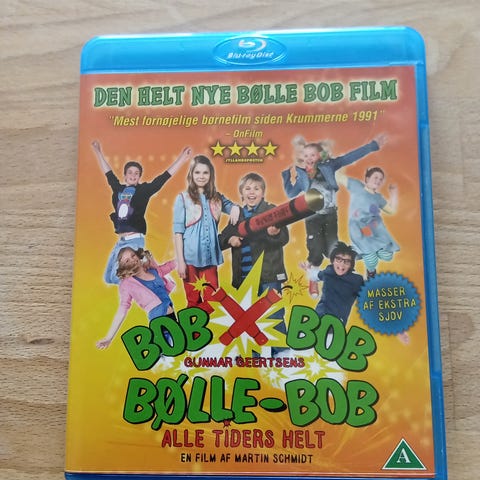 Blu-ray Disc
DEN HELT NYE BØLLE BOB FILM
"Mest fornøjelige børnefilm siden Krummerne 1991"
- OnFilm
JYLLANDSPOSTEN
MASSER
AF EKSTRA
SJOV
BOB BOB
GUNNAR GEERTSENS
BØLLE-BOB
ALLE TIDERS HELT
EN FILM AF MARTIN SCHMIDT
A